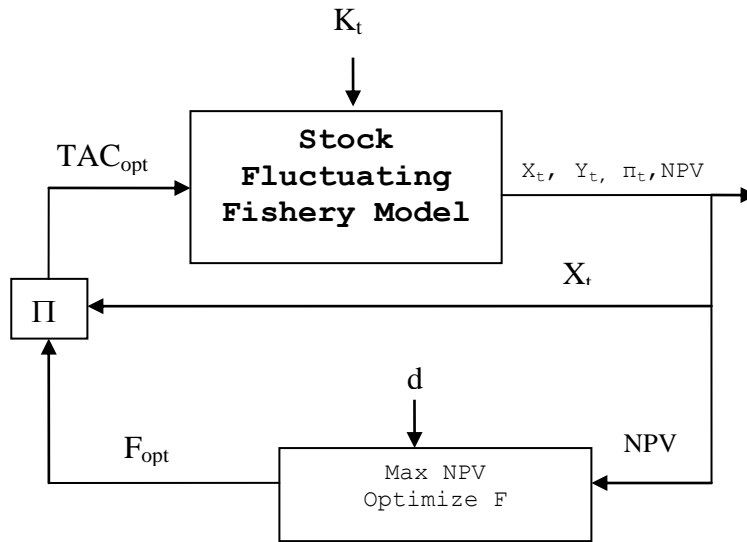 Kₜ
Stock
Fluctuating
Fishery Model
TACₒₚₜ
Xₜ, Yₜ, πₜ,NPV
Xₜ
Π
d
Fₒₚₜ
NPV
Max NPV
Optimize F